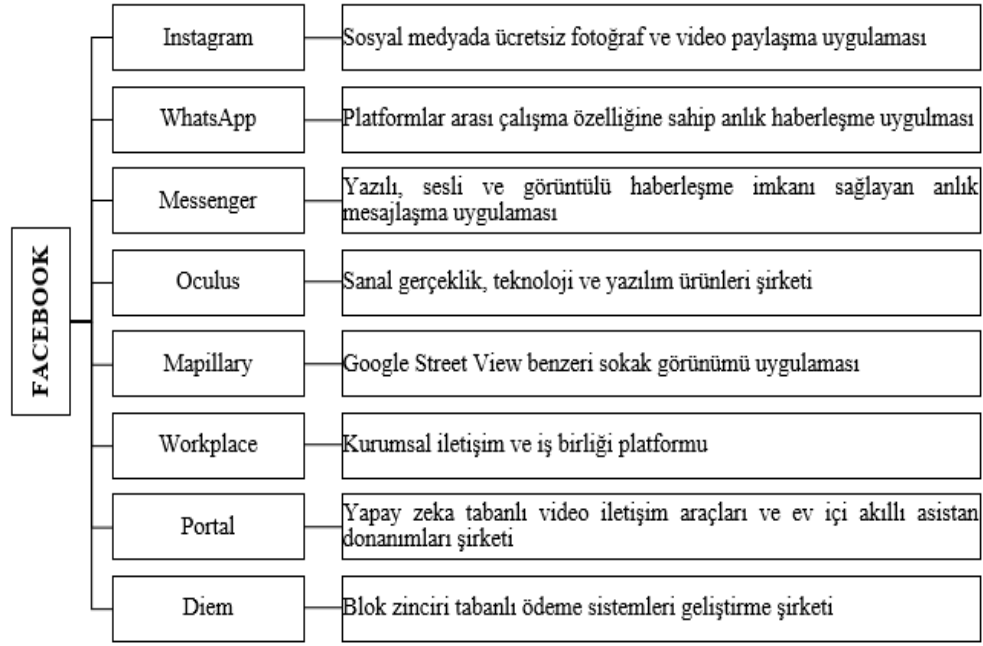 FACEBOOK
Instagram
Sosyal medyada ücretsiz fotoğraf ve video paylaşma uygulaması
WhatsApp
Platformlar arası çalışma özelliğine sahip anlık haberleşme uygulması
Messenger
Yazılı, sesli ve görüntülü haberleşme imkanı sağlayan anlık
mesajlaşma uygulaması
Oculus
Sanal gerçeklik, teknoloji ve yazılım ürünleri şirketi
Mapillary
Google Street View benzeri sokak görünümü uygulaması
Workplace
Kurumsal iletişim ve iş birliği platformu
Portal
Yapay zeka tabanlı video iletişim araçları ve ev içi akıllı asistan
donanımları şirketi
Diem
Blok zinciri tabanlı ödeme sistemleri geliştirme şirketi